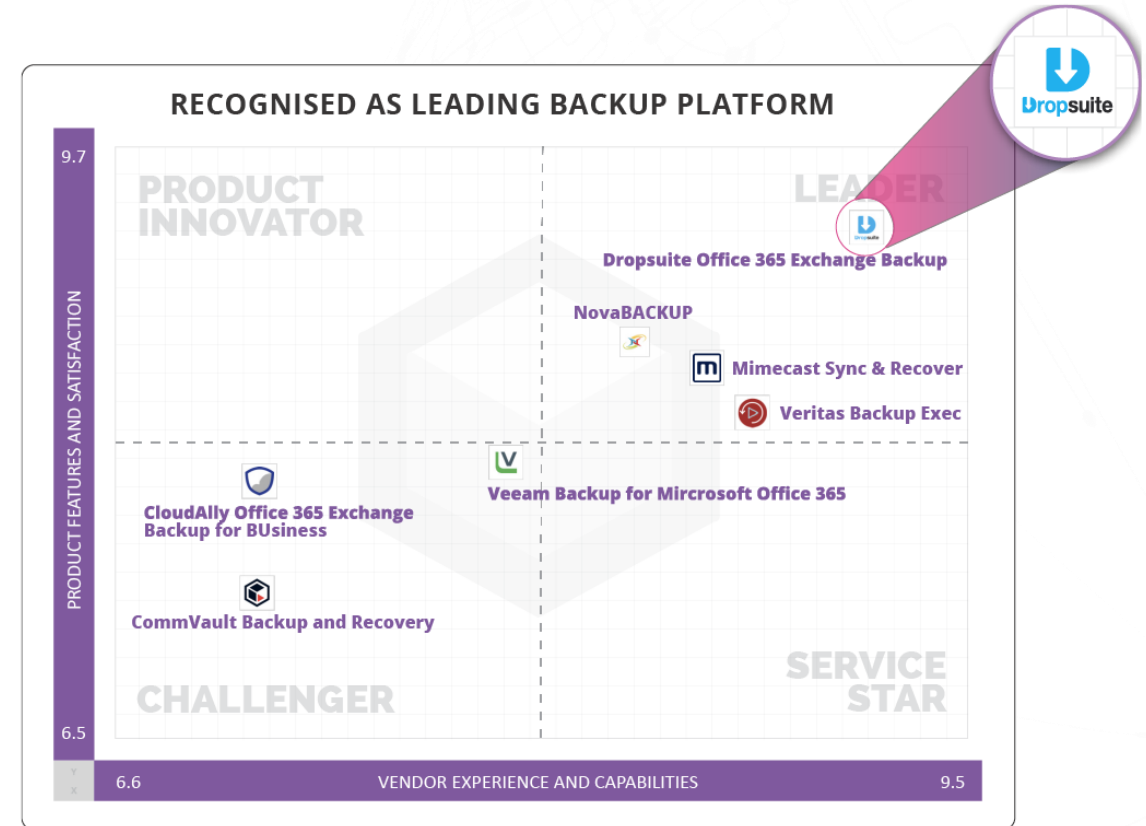 RECOGNISED AS LEADING BACKUP PLATFORM
Dropsuite
9.7
PRODUCT
INNOVATOR
LEADER
Dropsuite
Dropsuite Office 365 Exchange Backup
NovaBACKUP
Mimecast Sync & Recover
Veritas Backup Exec
PRODUCT FEATURES AND SATISFACTION
Veeam Backup for Mircrosoft Office 365
CloudAlly Office 365 Exchange
Backup for BUsiness
CommVault Backup and Recovery
CHALLENGER
SERVICE
STAR
6.5
Y
X
6.6
VENDOR EXPERIENCE AND CAPABILITIES
9.5